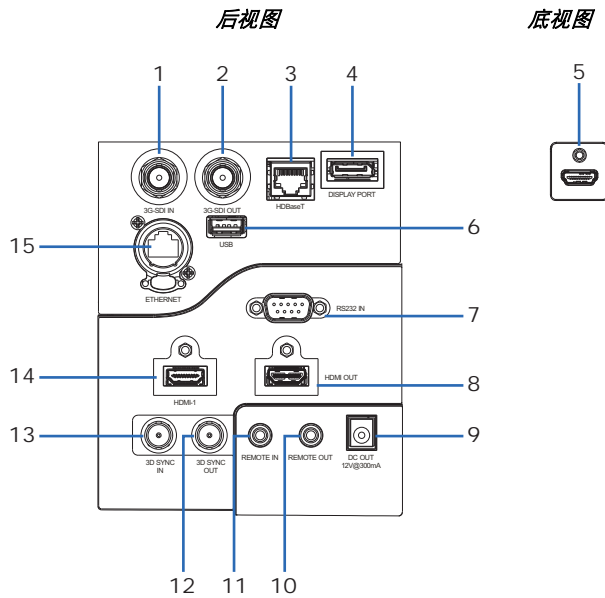 后视图 底视图
1 2 3 4 5
3G-SDI IN 3G-SDI OUT HDBaseT DISPLAY PORT
6
USB
15
ETHERNET
RS232 IN
7
14
HDMI-1
HDMI OUT
8
13
9
3D SYNC
IN
3D SYNC
OUT
REMOTE IN REMOTE OUT
DC OUT
12V@300mA
12 11 10